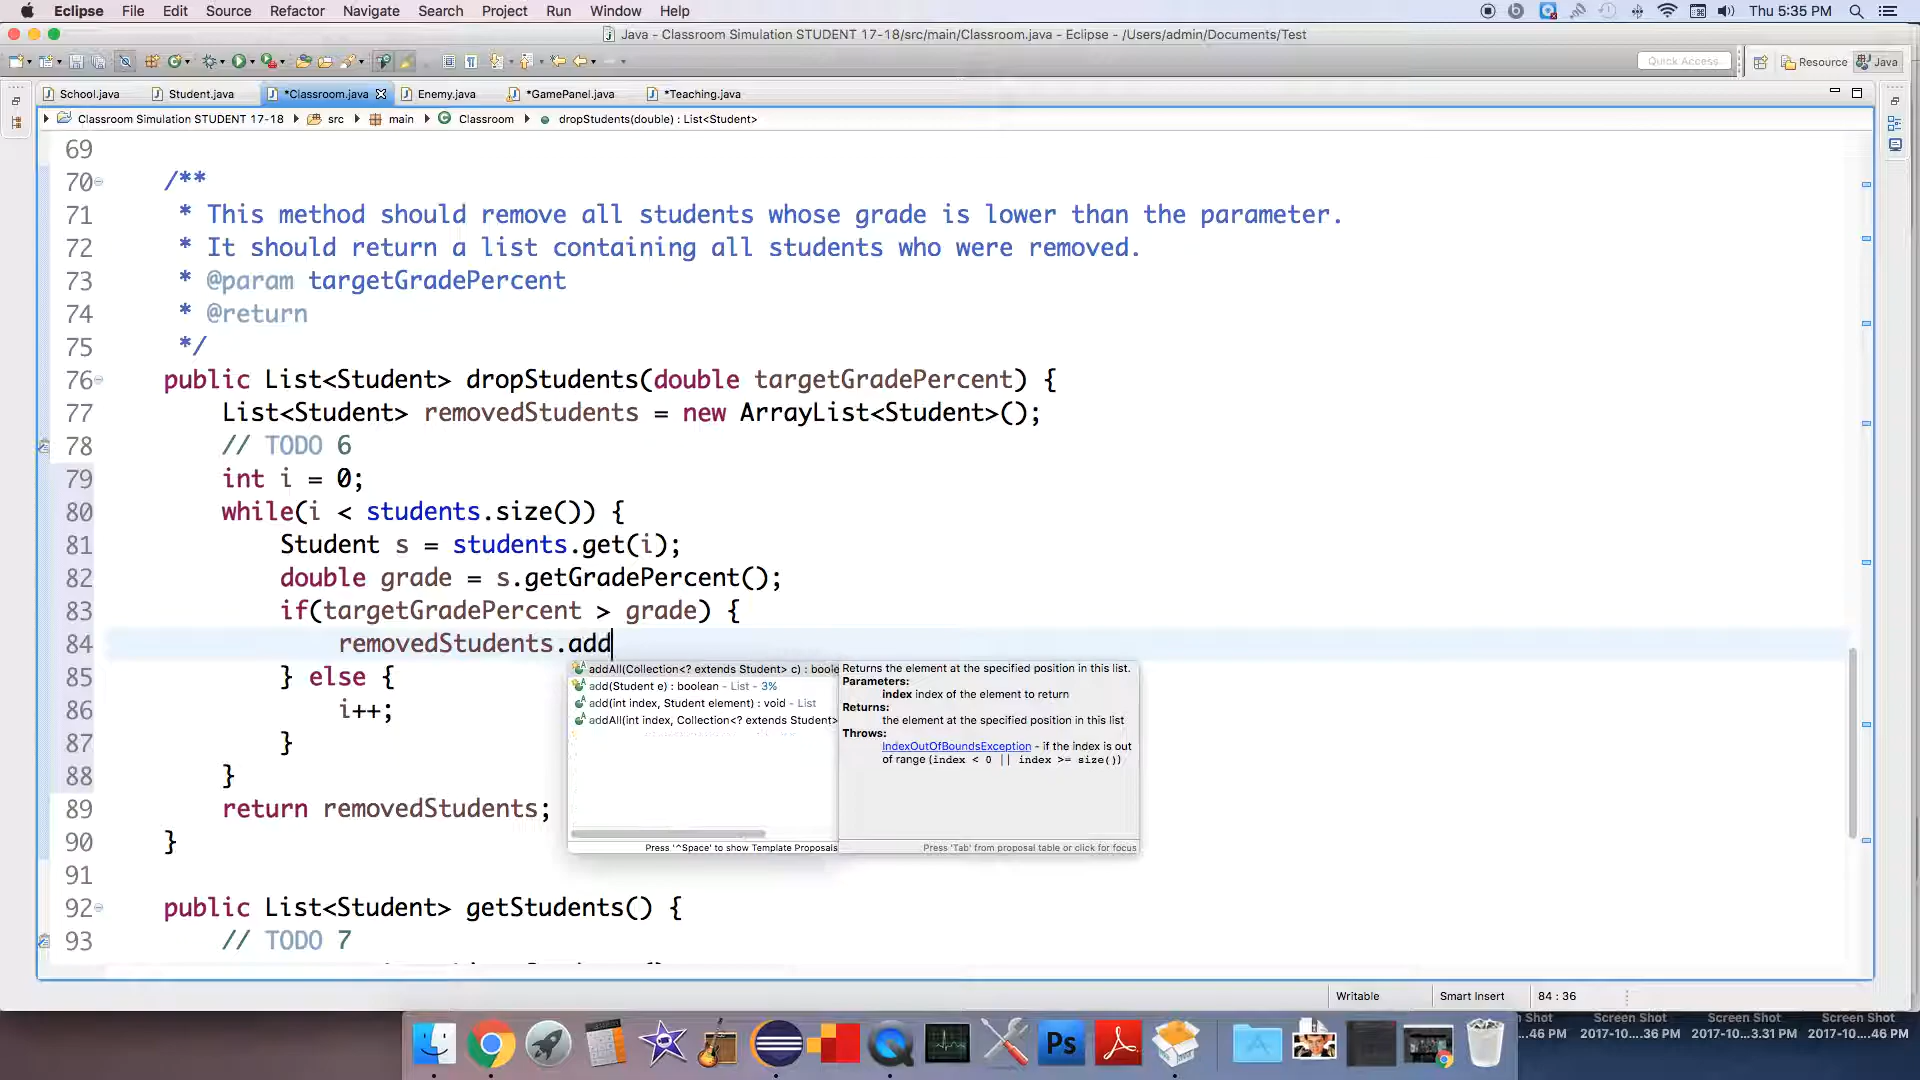 Eclipse File Edit Source Refactor Navigate Search Project Run Window Help Thu 5:35 PM
Java - Classroom Simulation STUDENT 17-18/src/main/Classroom.java - Eclipse - /Users/admin/Documents/Test
Quick Access Resource Java
School.java Student.java *Classroom.java Enemy.java *GamePanel.java *Teaching.java
Classroom Simulation STUDENT 17-18 src main Classroom dropStudents(double) : List<Student>
69
70 /**
71 * This method should remove all students whose grade is lower than the parameter.
72 * It should return a list containing all students who were removed.
73 * @param targetGradePercent
74 * @return
75 */
76 public List<Student> dropStudents(double targetGradePercent) {
77 List<Student> removedStudents = new ArrayList<Student>();
78 // TODO 6
79 int i = 0;
80 while(i < students.size()) {
81 Student s = students.get(i);
82 double grade = s.getGradePercent();
83 if(targetGradePercent > grade) {
84 removedStudents.add
85 } else {
86 i++;
87 }
88 }
89 return removedStudents;
90 }
91
92 public List<Student> getStudents() {
93 // TODO 7
addAll(Collection<? extends Student> c) : boole
add(Student e) : boolean - List - 3%
add(int index, Student element) : void - List
addAll(int index, Collection<? extends Student>
Press '^Space' to show Template Proposals
Returns the element at the specified position in this list.
Parameters:
index index of the element to return
Returns:
the element at the specified position in this list
Throws:
IndexOutOfBoundsException - if the index is out
of range (index < 0 || index >= size())
Press 'Tab' from proposal table or click for focus
Writable Smart Insert 84 : 36
Ps
Screen Shot Screen Shot Screen Shot
2017-10....36 PM 2017-10....3.31 PM 2017-10....46 PM